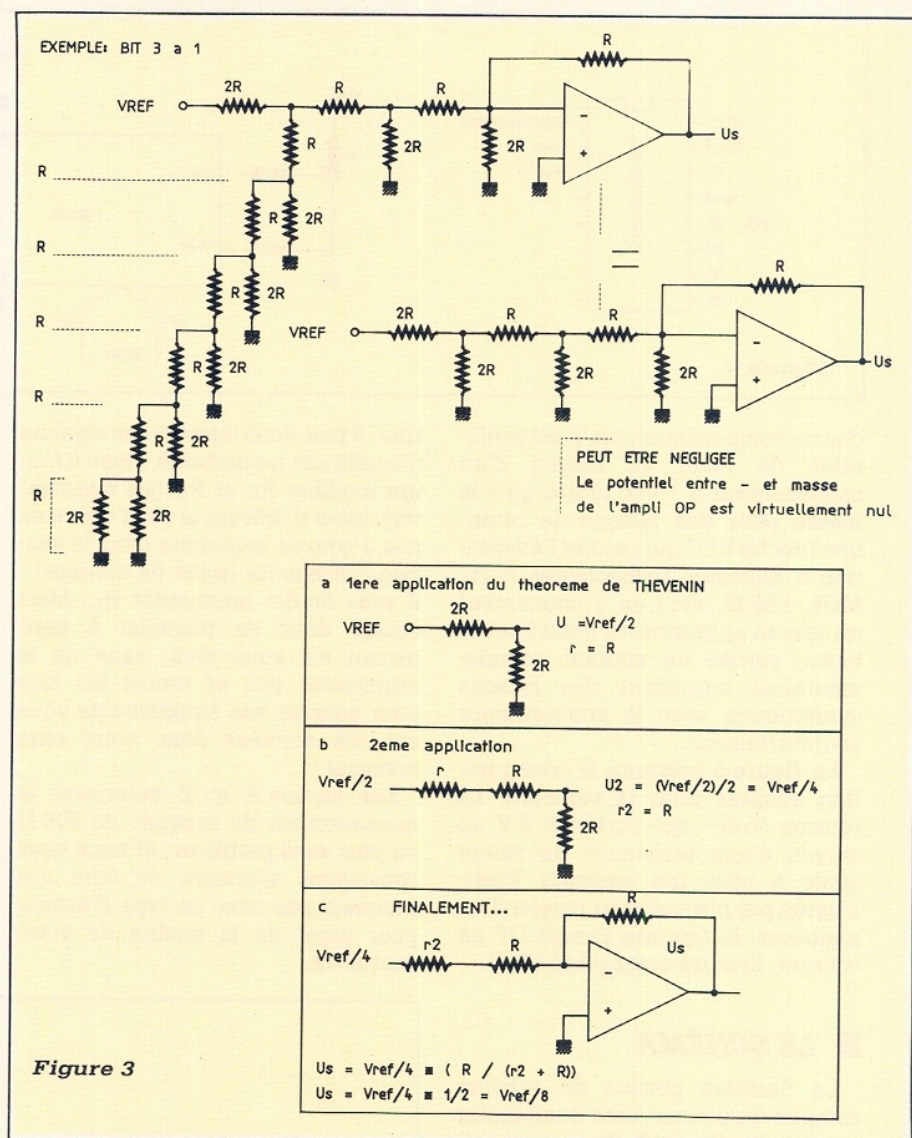 EXEMPLE: BIT 3 a 1
R
2R
R
R
VREF
-
+
Us
R
2R
2R
R
R
2R
R
R
2R
R
R
2R
R
R
2R
R
R
2R
R
2R
2R
=
R
2R
R
R
VREF
-
+
Us
2R
2R
2R
PEUT ETRE NEGLIGEE
Le potentiel entre - et masse
de l'ampli OP est virtuellement nul
a 1ere application du theoreme de THEVENIN
2R
VREF
U =Vref/2
r = R
2R
b 2eme application
Vref/2
r
R
U2 = (Vref/2)/2 = Vref/4
r2 = R
2R
c FINALEMENT...
R
Vref/4
r2
R
Us
-
+
Us = Vref/4 * ( R / (r2 + R))
Us = Vref/4 * 1/2 = Vref/8
Figure 3